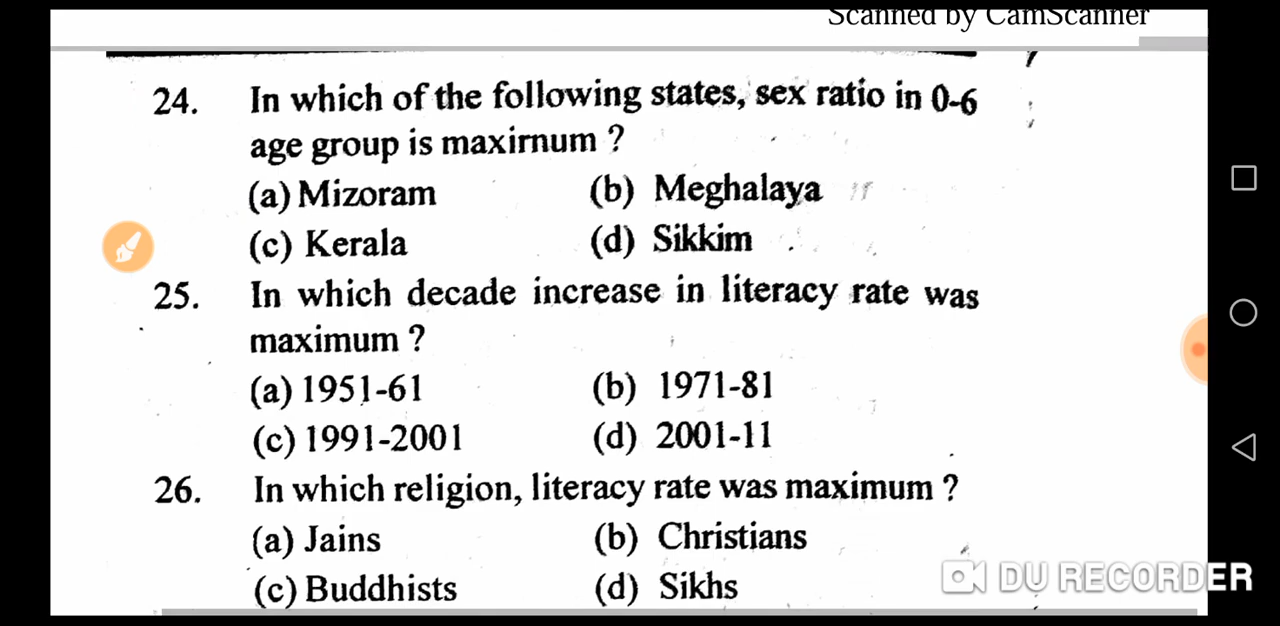 Scanned by CamScanner
24. In which of the following states, sex ratio in 0-6
age group is maxirnum ?
(a) Mizoram (b) Meghalaya
(c) Kerala (d) Sikkim
25. In which decade increase in literacy rate was
maximum ?
(a) 1951-61 (b) 1971-81
(c) 1991-2001 (d) 2001-11
26. In which religion, literacy rate was maximum ?
(a) Jains (b) Christians
(c) Buddhists (d) Sikhs
DU RECORDER